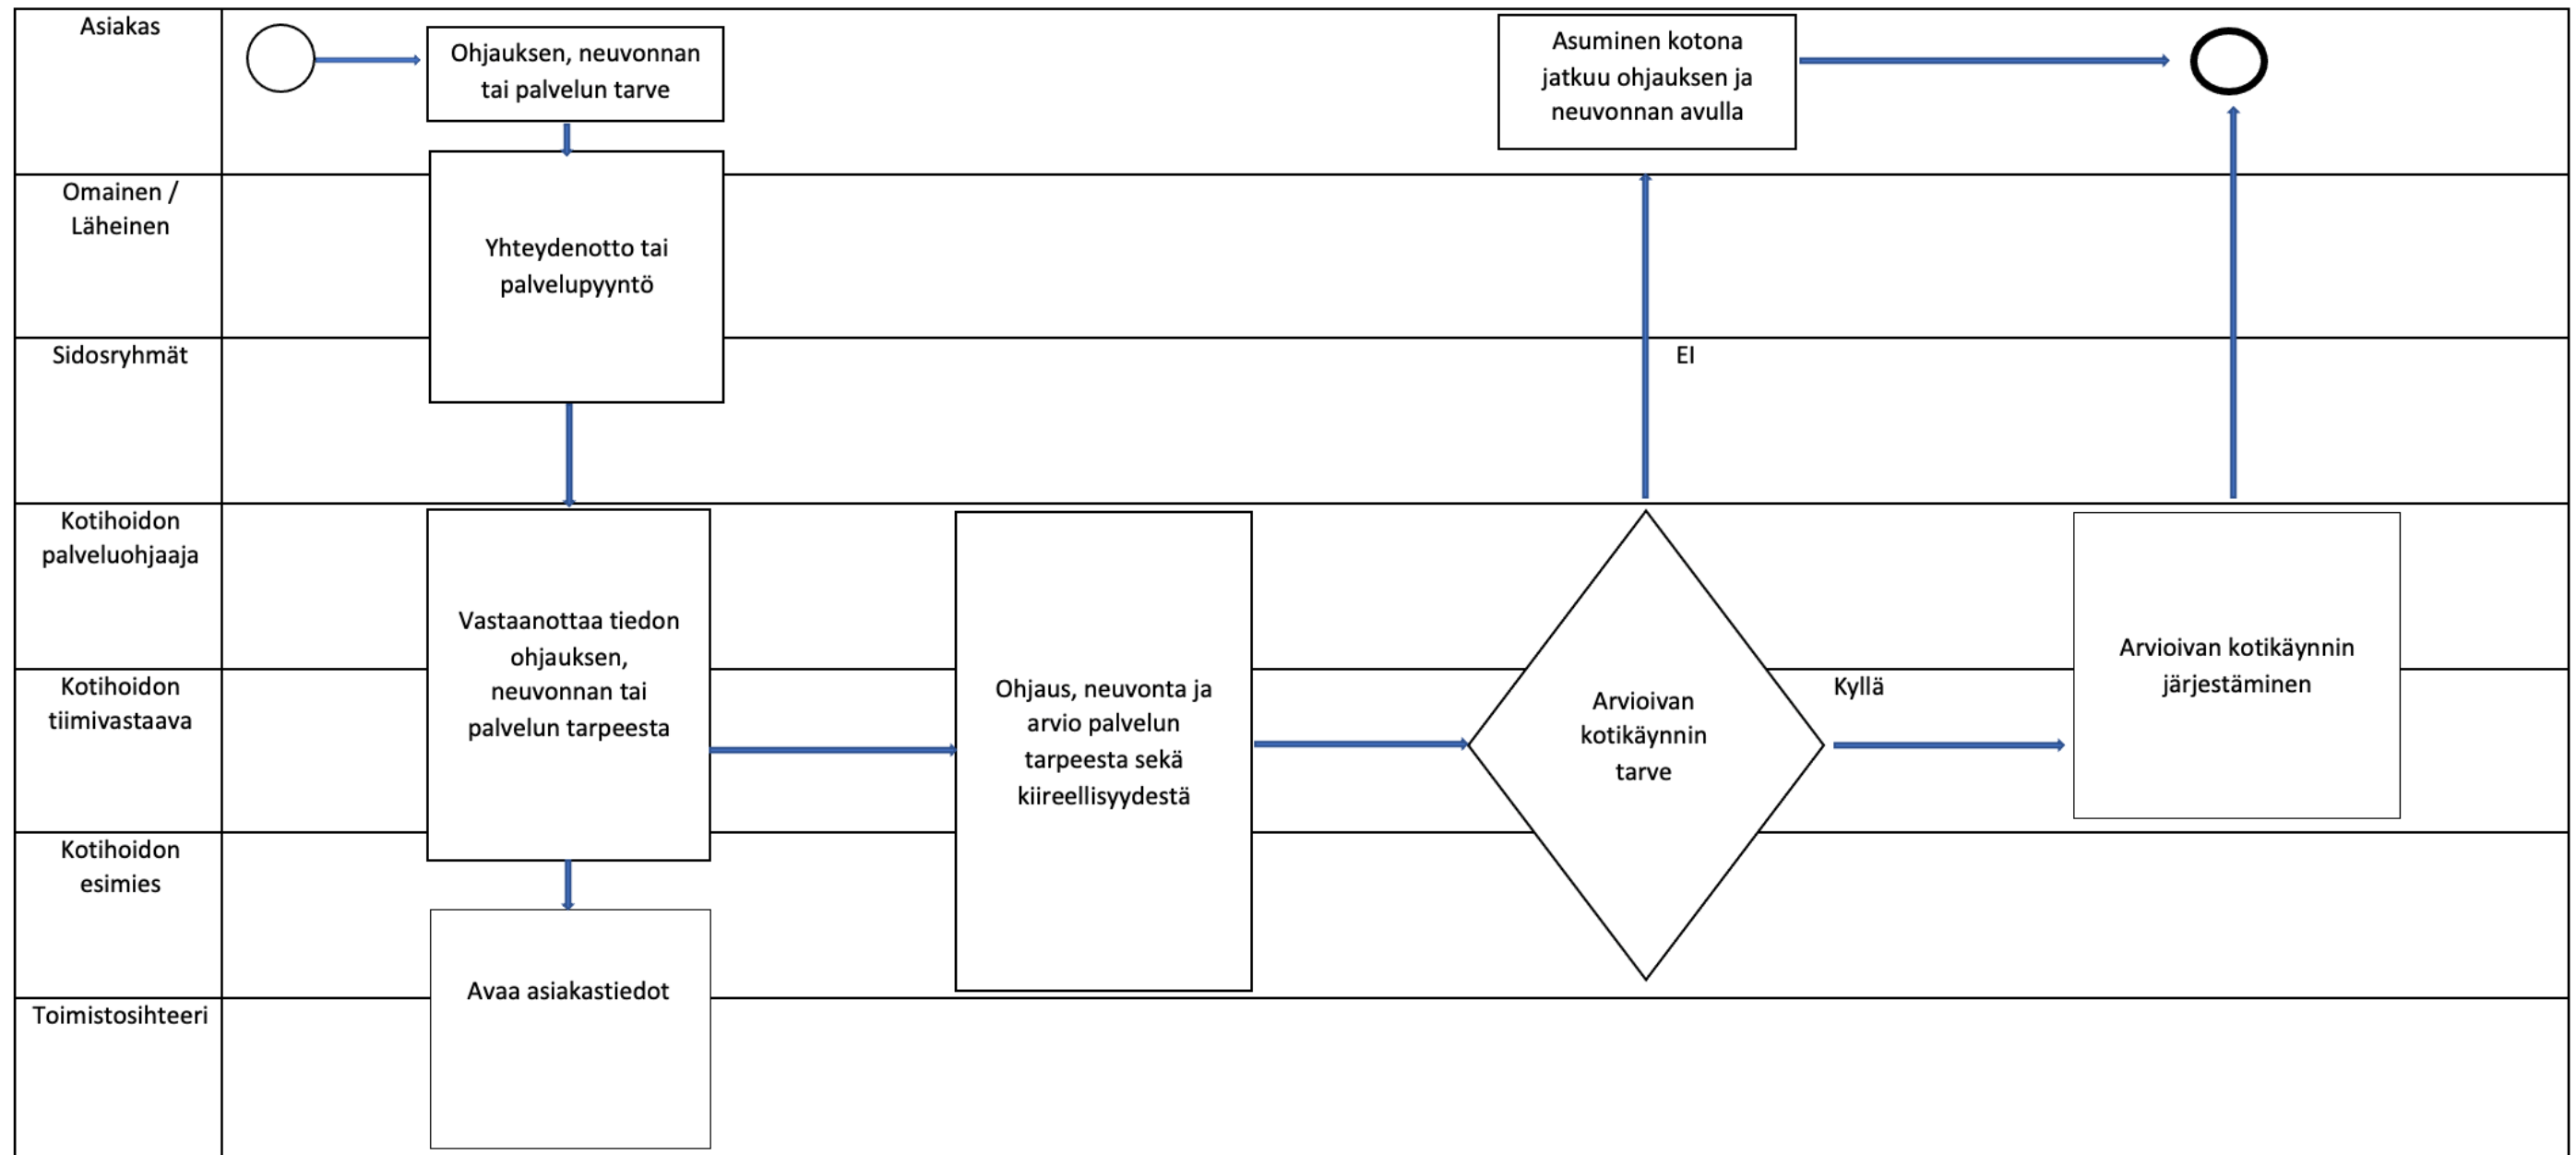 Asiakas
Ohjauksen, neuvonnan
tai palvelun tarve
Asuminen kotona
jatkuu ohjauksen ja
neuvonnan avulla
Omainen /
Läheinen
Yhteydenotto tai
palvelupyyntö
Sidosryhmät
EI
Kotihoidon
palveluohjaaja
Vastaanottaa tiedon
ohjauksen,
neuvonnan tai
palvelun tarpeesta
Ohjaus, neuvonta ja
arvio palvelun
tarpeesta sekä
kiireellisyydestä
Arvioivan
kotikäynnin
tarve
Kyllä
Arvioivan kotikäynnin
järjestäminen
Kotihoidon
tiimivastaava
Kotihoidon
esimies
Avaa asiakastiedot
Toimistosihteeri